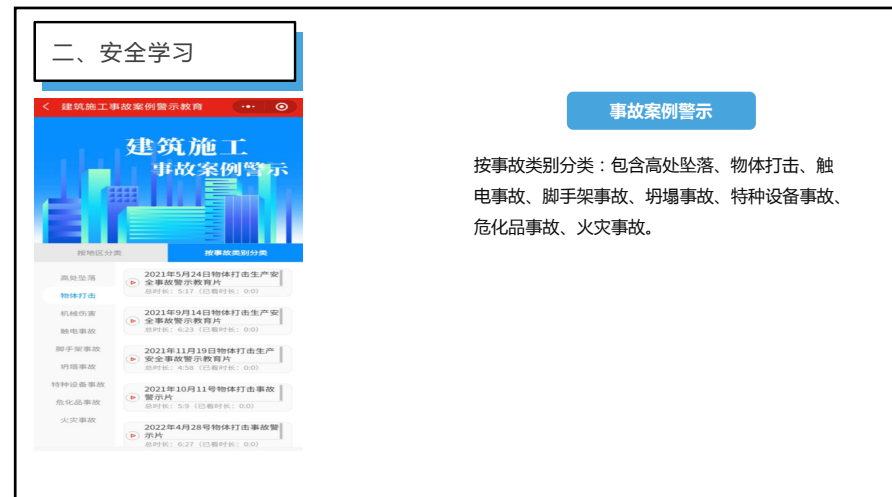 二、安全学习
建筑施工事故案例警示教育
建筑施工
事故案例警示
按地区分类
按事故类别分类
高处坠落
物体打击
机械伤害
触电事故
脚手架事故
坍塌事故
特种设备事故
危化品事故
火灾事故
2021年5月24日物体打击生产安
全事故警示教育片
总时长：5:17（已看时长：0:0）
2021年9月14日物体打击生产安
全事故警示教育片
总时长：6:23（已看时长：0:0）
2021年11月19日物体打击生产
安全事故警示教育片
总时长：4:58（已看时长：0:0）
2021年10月11号物体打击事故
警示片
总时长：5:9（已看时长：0:0）
2022年4月28号物体打击事故警
示片
总时长：6:27（已看时长：0:0）
事故案例警示
按事故类别分类：包含高处坠落、物体打击、触
电事故、脚手架事故、坍塌事故、特种设备事故、
危化品事故、火灾事故。